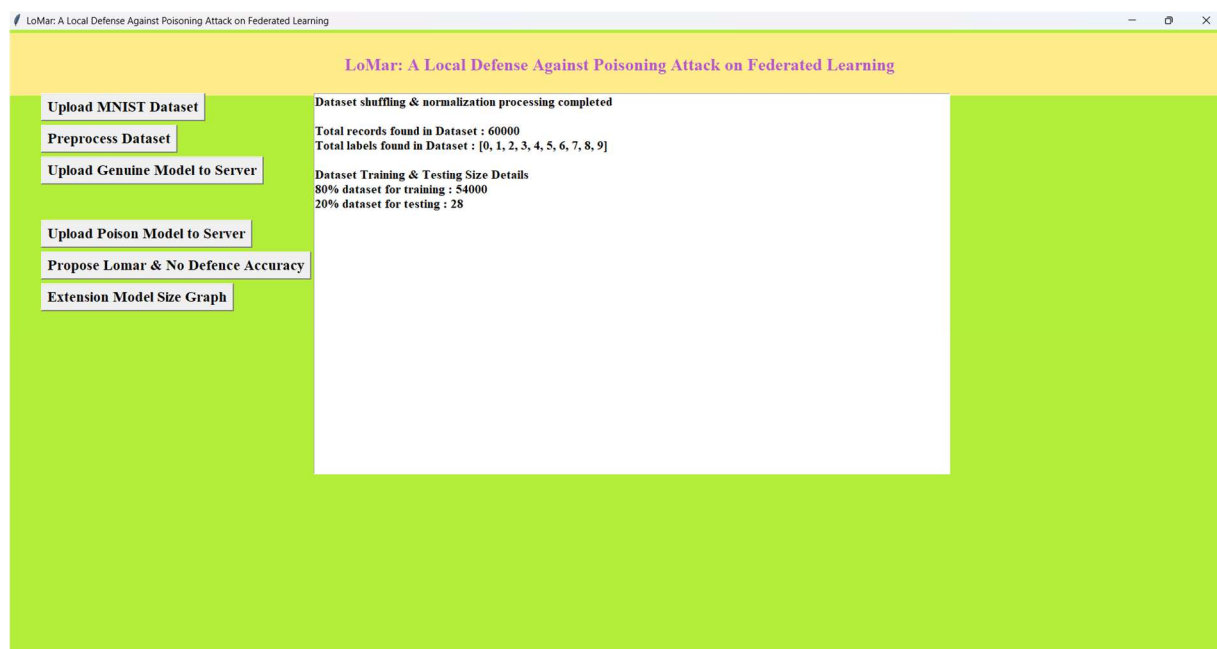 LoMar: A Local Defense Against Poisoning Attack on Federated Learning
LoMar: A Local Defense Against Poisoning Attack on Federated Learning
Upload MNIST Dataset
Preprocess Dataset
Upload Genuine Model to Server
Upload Poison Model to Server
Propose Lomar & No Defence Accuracy
Extension Model Size Graph
Dataset shuffling & normalization processing completed
Total records found in Dataset : 60000
Total labels found in Dataset : [0, 1, 2, 3, 4, 5, 6, 7, 8, 9]
Dataset Training & Testing Size Details
80% dataset for training : 54000
20% dataset for testing : 28